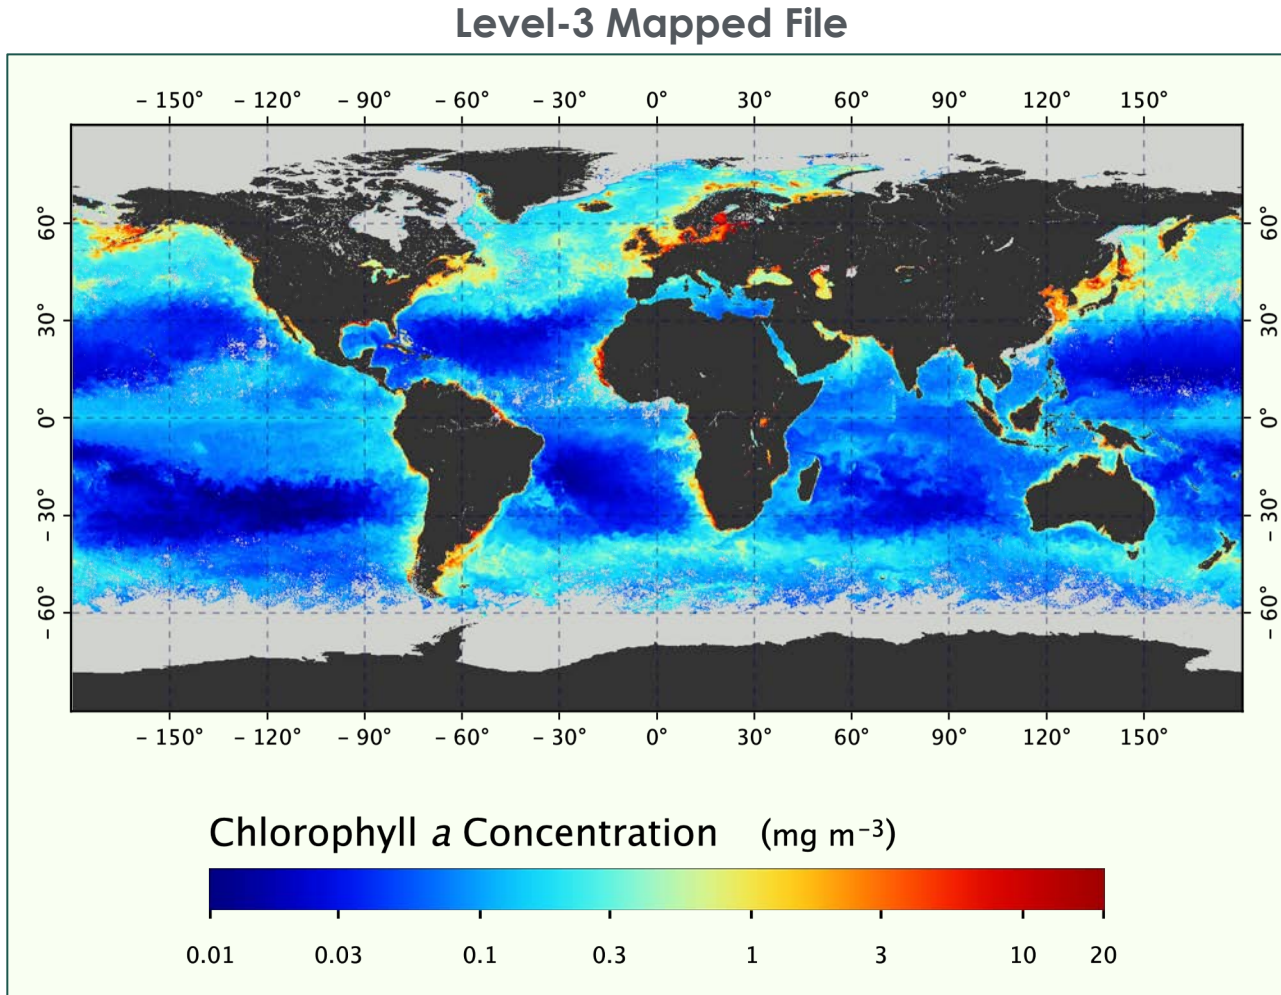 Level-3 Mapped File
– 150° – 120° – 90° – 60° – 30° 0° 30° 60° 90° 120° 150°
60° 60°
30° 30°
0° 0°
– 30° – 30°
– 60° – 60°
– 150° – 120° – 90° – 60° – 30° 0° 30° 60° 90° 120° 150°
Chlorophyll a Concentration (mg m⁻³)
0.01 0.03 0.1 0.3 1 3 10 20